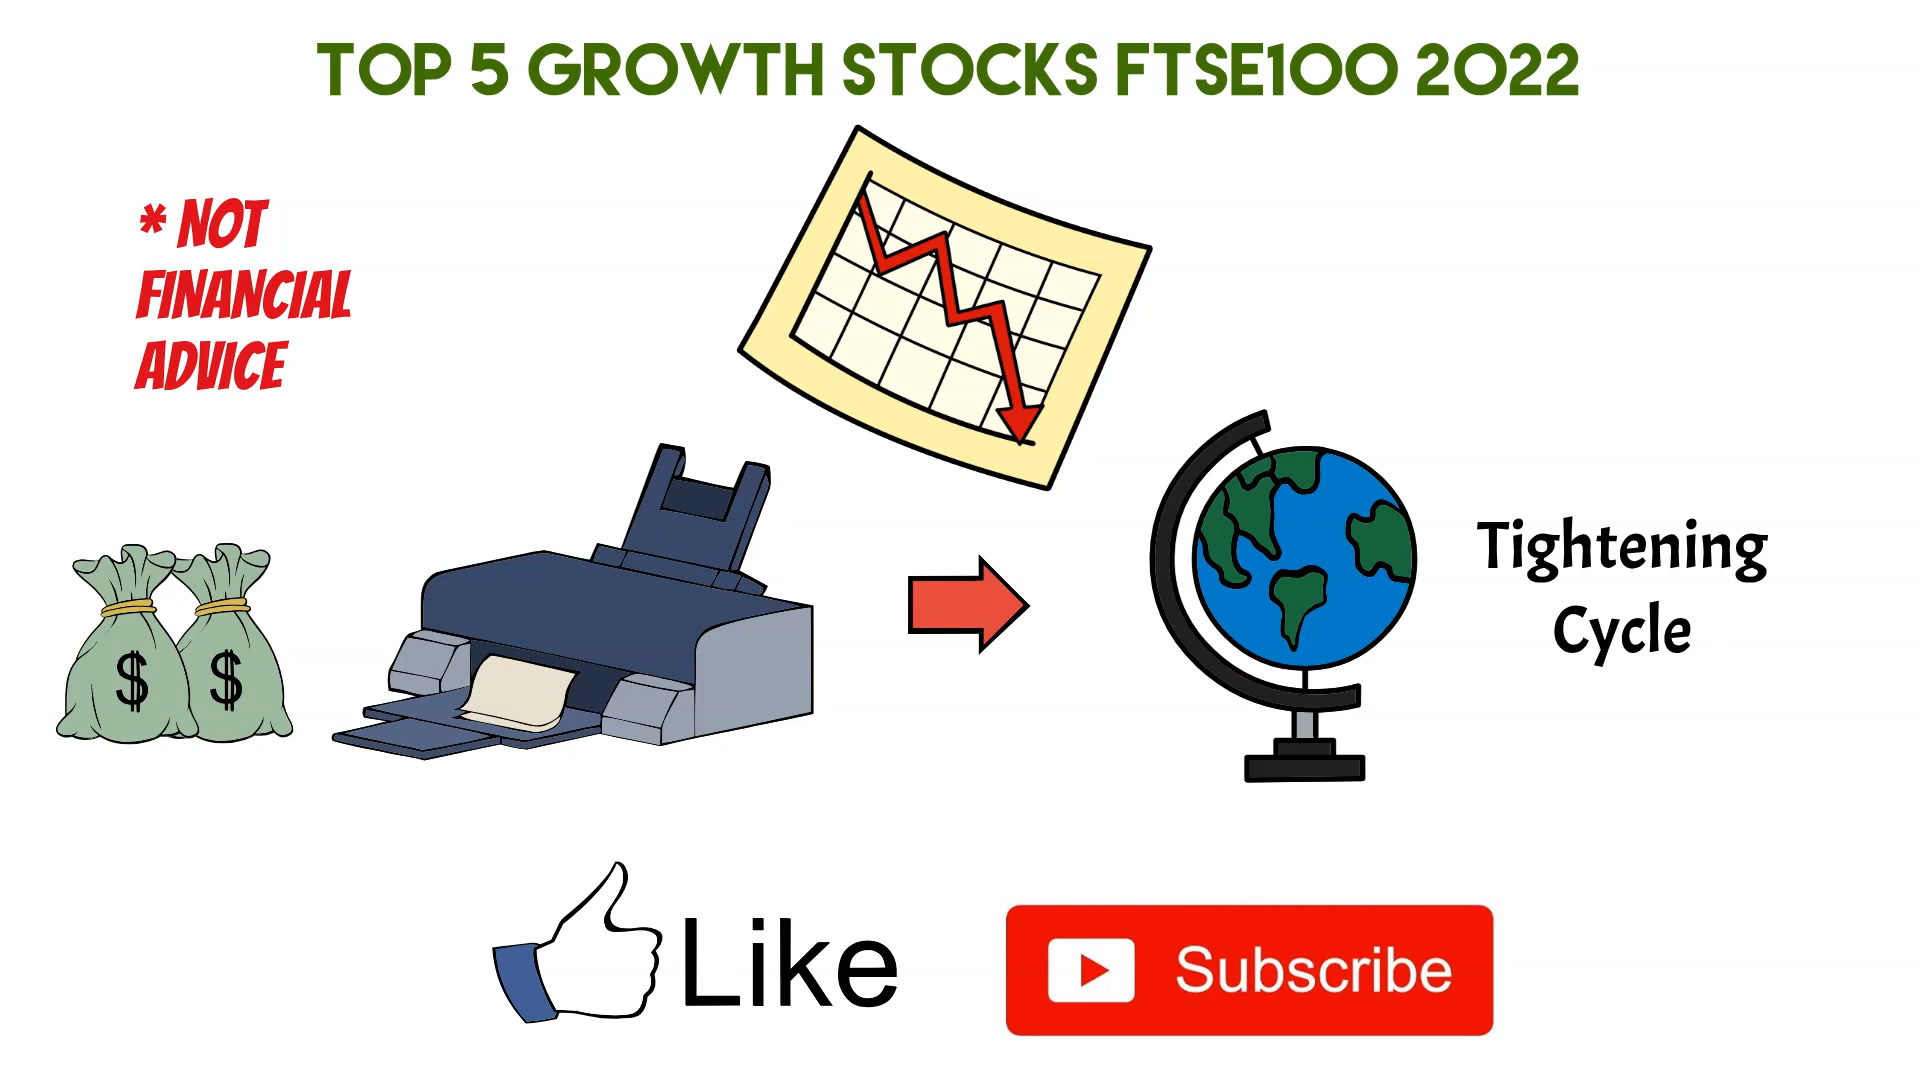 TOP 5 GROWTH STOCKS FTSE100 2022
* NOT
FINANCIAL
ADVICE
$ $
Tightening
Cycle
Like
Subscribe